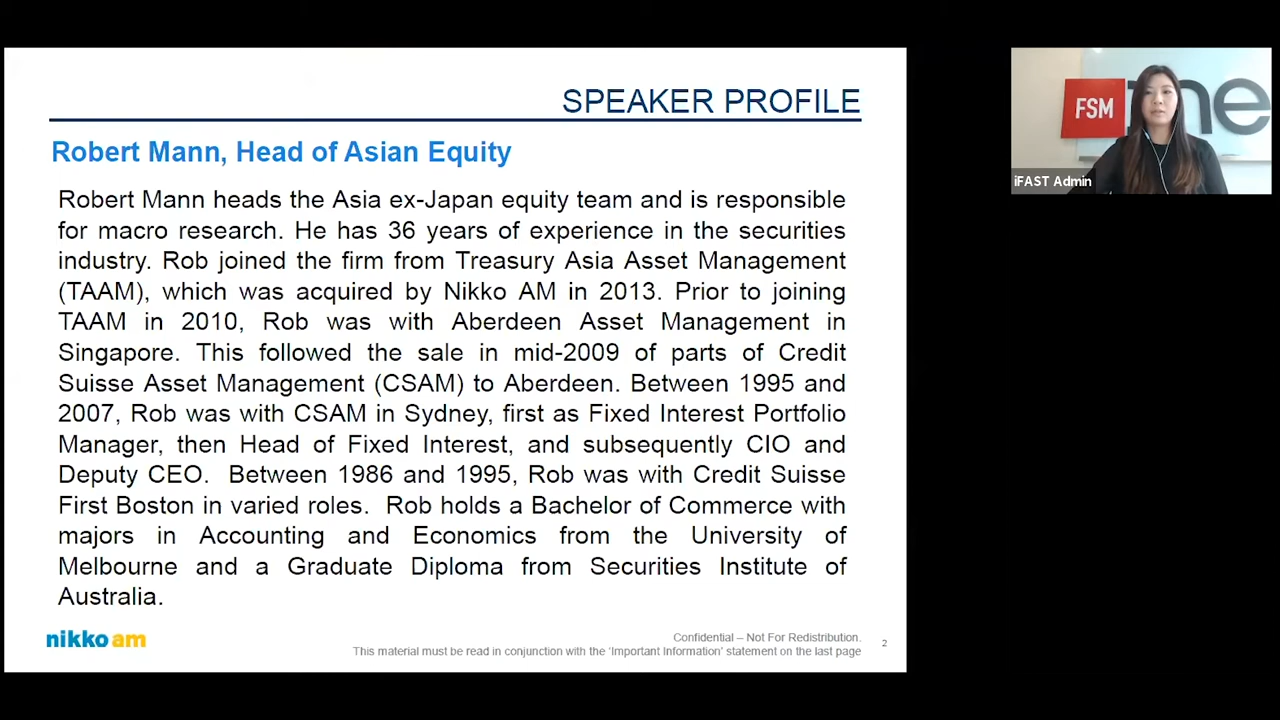 SPEAKER PROFILE
Robert Mann, Head of Asian Equity
Robert Mann heads the Asia ex-Japan equity team and is responsible
for macro research. He has 36 years of experience in the securities
industry. Rob joined the firm from Treasury Asia Asset Management
(TAAM), which was acquired by Nikko AM in 2013. Prior to joining
TAAM in 2010, Rob was with Aberdeen Asset Management in
Singapore. This followed the sale in mid-2009 of parts of Credit
Suisse Asset Management (CSAM) to Aberdeen. Between 1995 and
2007, Rob was with CSAM in Sydney, first as Fixed Interest Portfolio
Manager, then Head of Fixed Interest, and subsequently CIO and
Deputy CEO. Between 1986 and 1995, Rob was with Credit Suisse
First Boston in varied roles. Rob holds a Bachelor of Commerce with
majors in Accounting and Economics from the University of
Melbourne and a Graduate Diploma from Securities Institute of
Australia.
nikko am
Confidential – Not For Redistribution.
This material must be read in conjunction with the 'Important Information' statement on the last page
2
FSM
ne
iFAST Admin